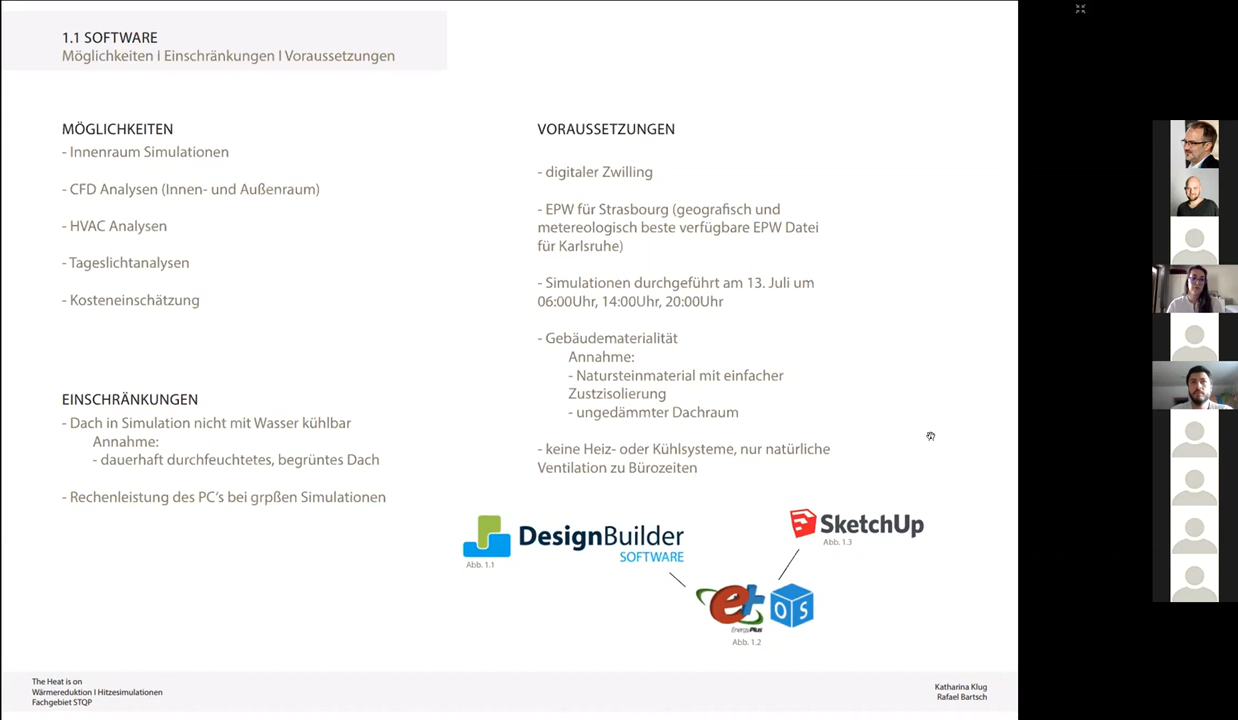 1.1 SOFTWARE
Möglichkeiten I Einschränkungen I Voraussetzungen
MÖGLICHKEITEN
- Innenraum Simulationen
- CFD Analysen (Innen- und Außenraum)
- HVAC Analysen
- Tageslichtanalysen
- Kosteneinschätzung
EINSCHRÄNKUNGEN
- Dach in Simulation nicht mit Wasser kühlbar
Annahme:
- dauerhaft durchfeuchtetes, begrüntes Dach
- Rechenleistung des PC's bei grpßen Simulationen
VORAUSSETZUNGEN
- digitaler Zwilling
- EPW für Strasbourg (geografisch und
metereologisch beste verfügbare EPW Datei
für Karlsruhe)
- Simulationen durchgeführt am 13. Juli um
06:00Uhr, 14:00Uhr, 20:00Uhr
- Gebäudematerialität
Annahme:
- Natursteinmaterial mit einfacher
Zustzisolierung
- ungedämmter Dachraum
- keine Heiz- oder Kühlsysteme, nur natürliche
Ventilation zu Bürozeiten
DesignBuilder
SOFTWARE
Abb. 1.1
SketchUp
Abb. 1.3
et
EnergyPlus
OS
Abb. 1.2
The Heat is on
Wärmereduktion I Hitzesimulationen
Fachgebiet STQP
Katharina Klug
Rafael Bartsch